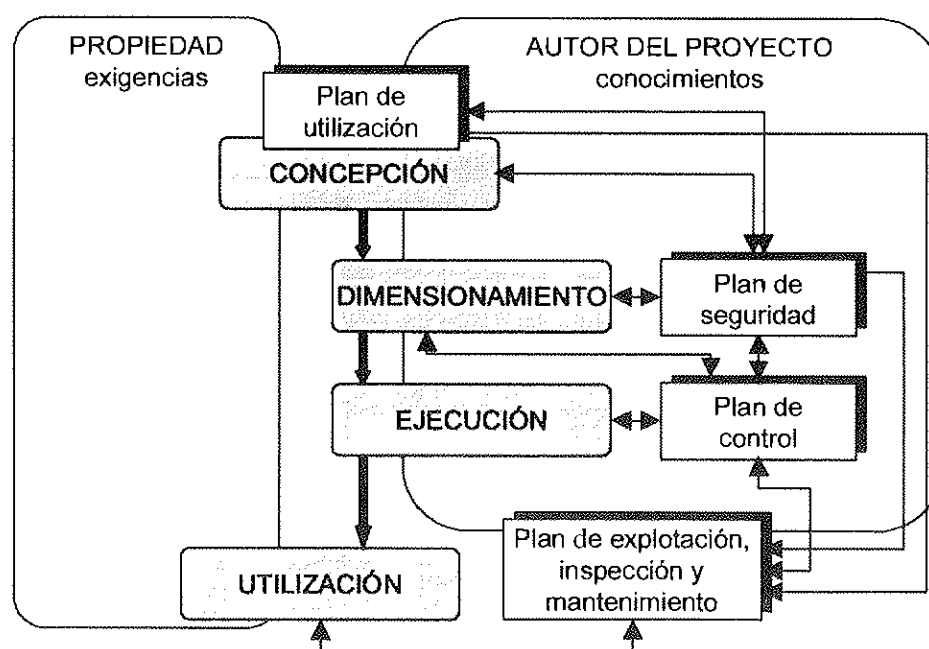 PROPIEDAD
exigencias
AUTOR DEL PROYECTO
conocimientos
Plan de
utilización
CONCEPCIÓN
DIMENSIONAMIENTO
Plan de
seguridad
EJECUCIÓN
Plan de
control
UTILIZACIÓN
Plan de explotación,
inspección y
mantenimiento